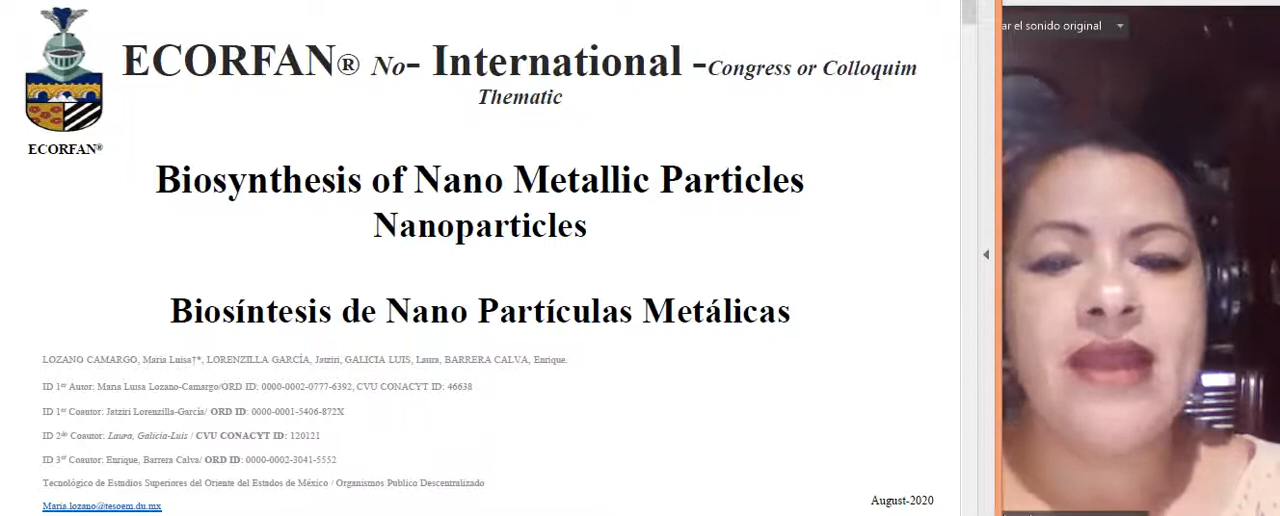 ECORFAN® No- International -Congress or Colloquim
Thematic
ECORFAN®
Biosynthesis of Nano Metallic Particles
Nanoparticles
Biosíntesis de Nano Partículas Metálicas
LOZANO CAMARGO, Maria Luisa†*, LORENZILLA GARCÍA, Jatziri, GALICIA LUIS, Laura, BARRERA CALVA, Enrique.
ID 1er Autor: Maria Luisa Lozano-Camargo/ORD ID: 0000-0002-0777-6392, CVU CONACYT ID: 46638
ID 1er Coautor: Jatziri Lorenzilla-García/ ORD ID: 0000-0001-5406-872X
ID 2do Coautor: Laura, Galicia-Luis / CVU CONACYT ID: 120121
ID 3er Coautor: Enrique, Barrera Calva/ ORD ID: 0000-0002-3041-5552
Tecnológico de Estudios Superiores del Oriente del Estados de México / Organismos Publico Descentralizado
Maria.lozano@tesoem.du.mx
August-2020
ar el sonido original